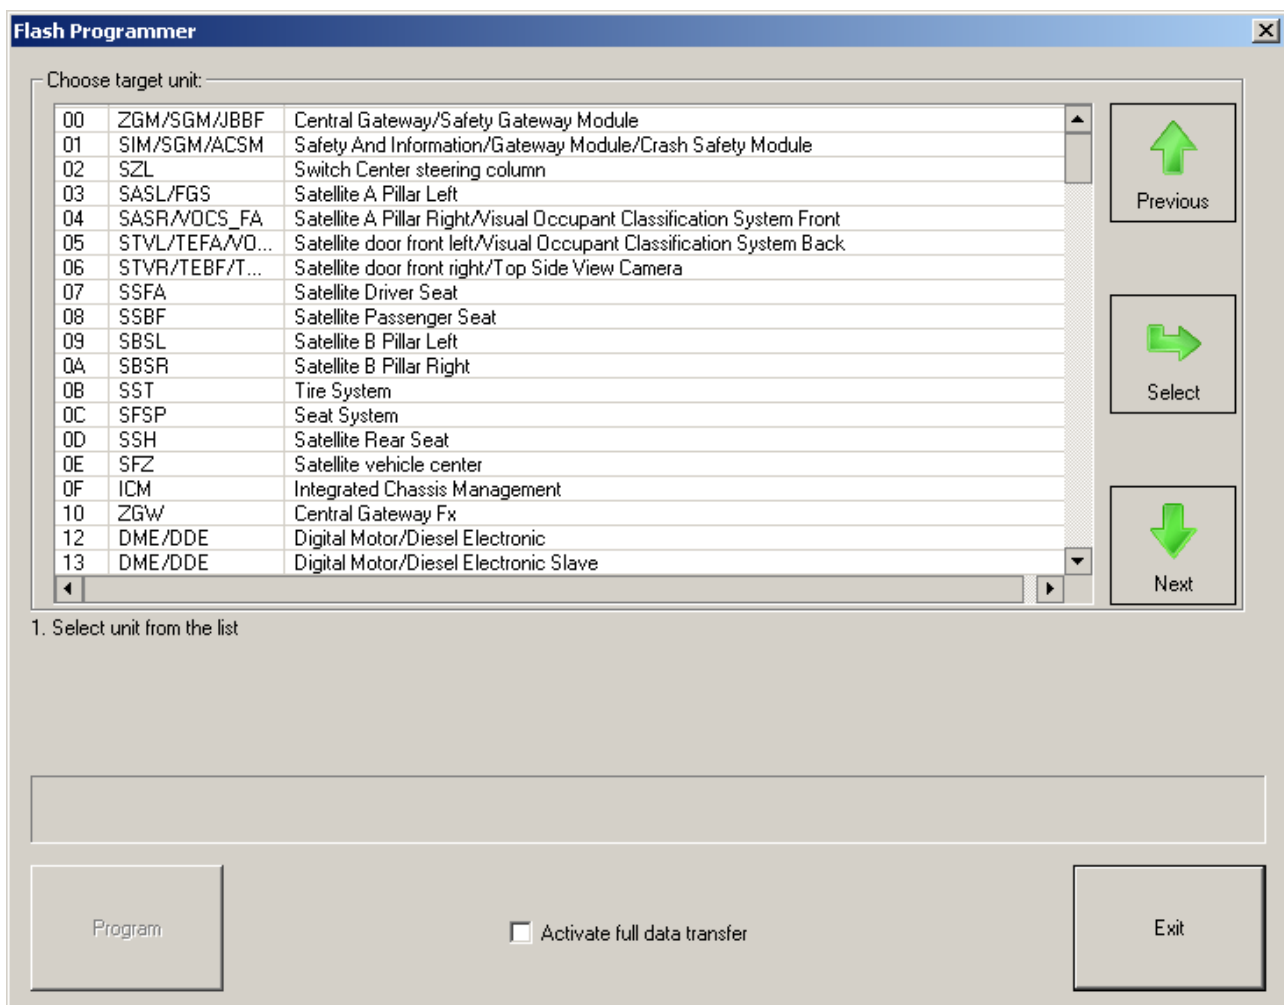 Flash Programmer
Choose target unit:
00 ZGM/SGM/JBBF Central Gateway/Safety Gateway Module
01 SIM/SGM/ACSM Safety And Information/Gateway Module/Crash Safety Module
02 SZL Switch Center steering column
03 SASL/FGS Satellite A Pillar Left
04 SASR/VOCS_FA Satellite A Pillar Right/Visual Occupant Classification System Front
05 STVL/TEFA/VO... Satellite door front left/Visual Occupant Classification System Back
06 STVR/TEBF/T... Satellite door front right/Top Side View Camera
07 SSFA Satellite Driver Seat
08 SSBF Satellite Passenger Seat
09 SBSL Satellite B Pillar Left
0A SBSR Satellite B Pillar Right
0B SST Tire System
0C SFSP Seat System
0D SSH Satellite Rear Seat
0E SFZ Satellite vehicle center
0F ICM Integrated Chassis Management
10 ZGW Central Gateway Fx
12 DME/DDE Digital Motor/Diesel Electronic
13 DME/DDE Digital Motor/Diesel Electronic Slave
Previous
Select
Next
1. Select unit from the list
Program
Activate full data transfer
Exit